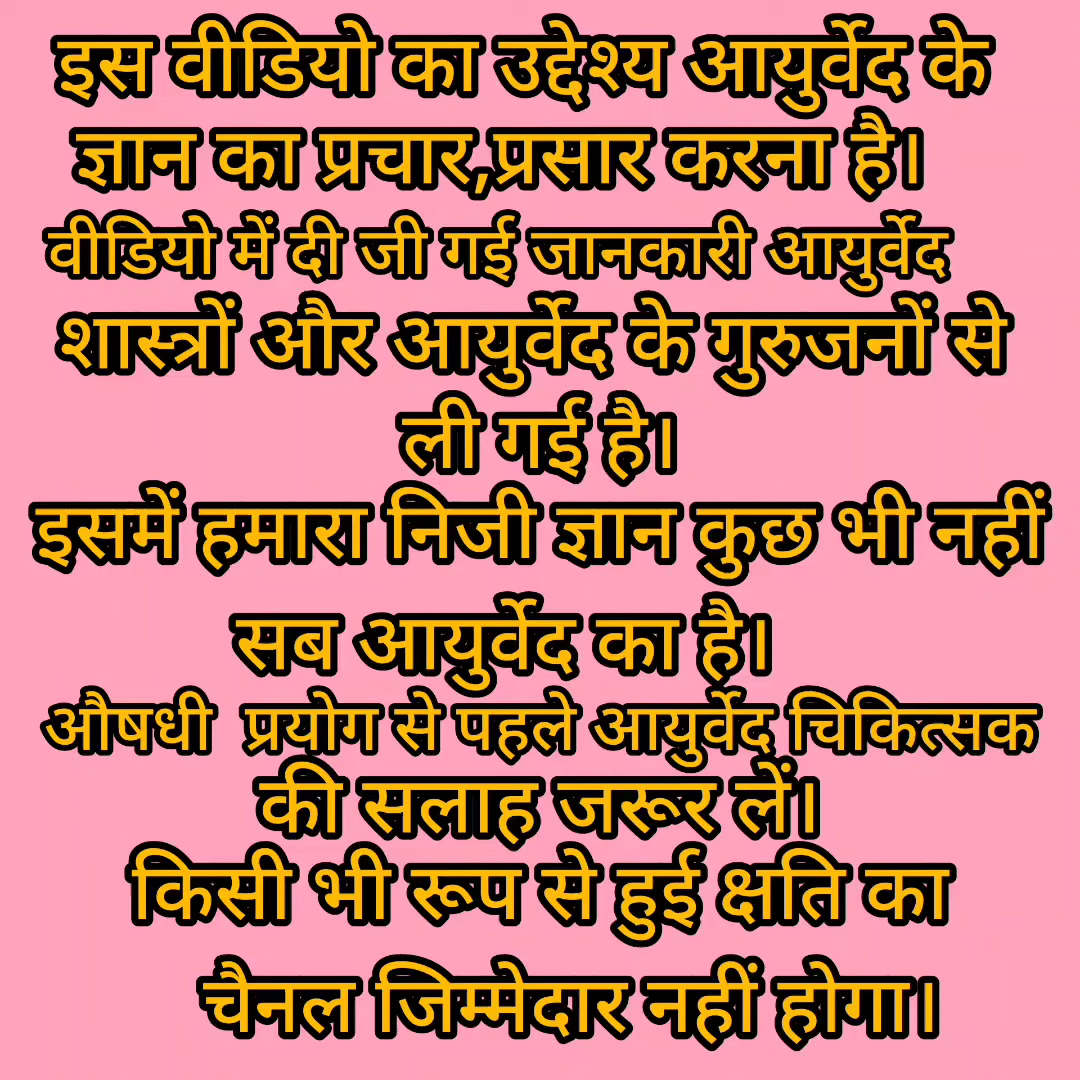 इस वीडियो का उद्देश्य आयुर्वेद के
ज्ञान का प्रचार,प्रसार करना है।
वीडियो में दी जी गई जानकारी आयुर्वेद
शास्त्रों और आयुर्वेद के गुरुजनों से
ली गई है।
इसमें हमारा निजी ज्ञान कुछ भी नहीं
सब आयुर्वेद का है।
औषधी प्रयोग से पहले आयुर्वेद चिकित्सक
की सलाह जरूर लें।
किसी भी रूप से हुई क्षति का
चैनल जिम्मेदार नहीं होगा।